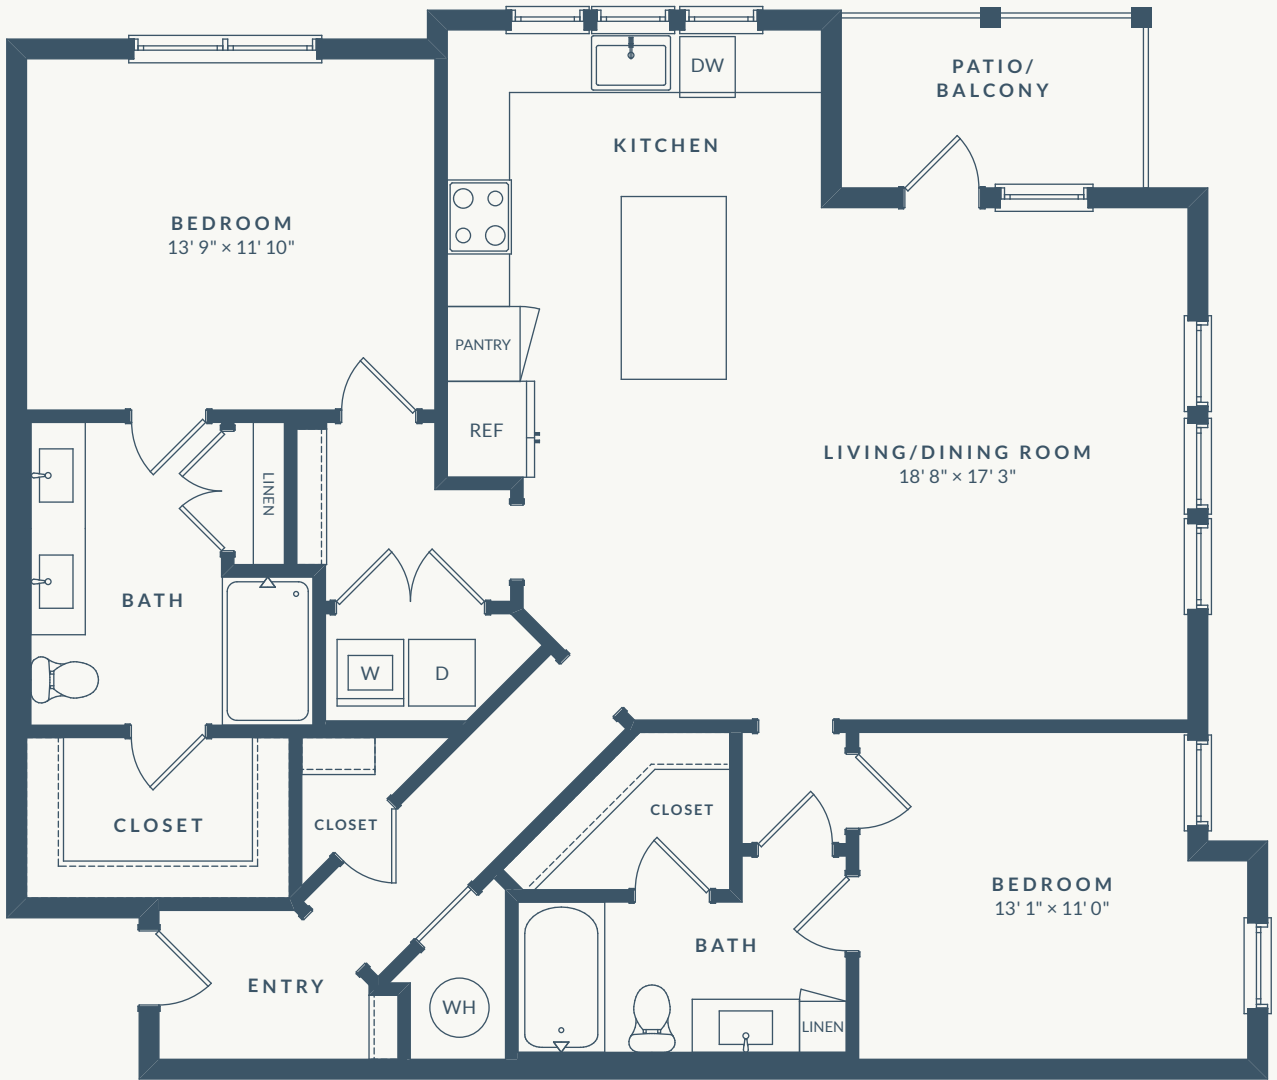 DW
PATIO/
BALCONY
KITCHEN
BEDROOM
13' 9" × 11' 10"
PANTRY
REF
LIVING/DINING ROOM
18' 8" × 17' 3"
LINEN
BATH
W
D
CLOSET
CLOSET
CLOSET
BEDROOM
13' 1" × 11' 0"
BATH
ENTRY
WH
LINEN